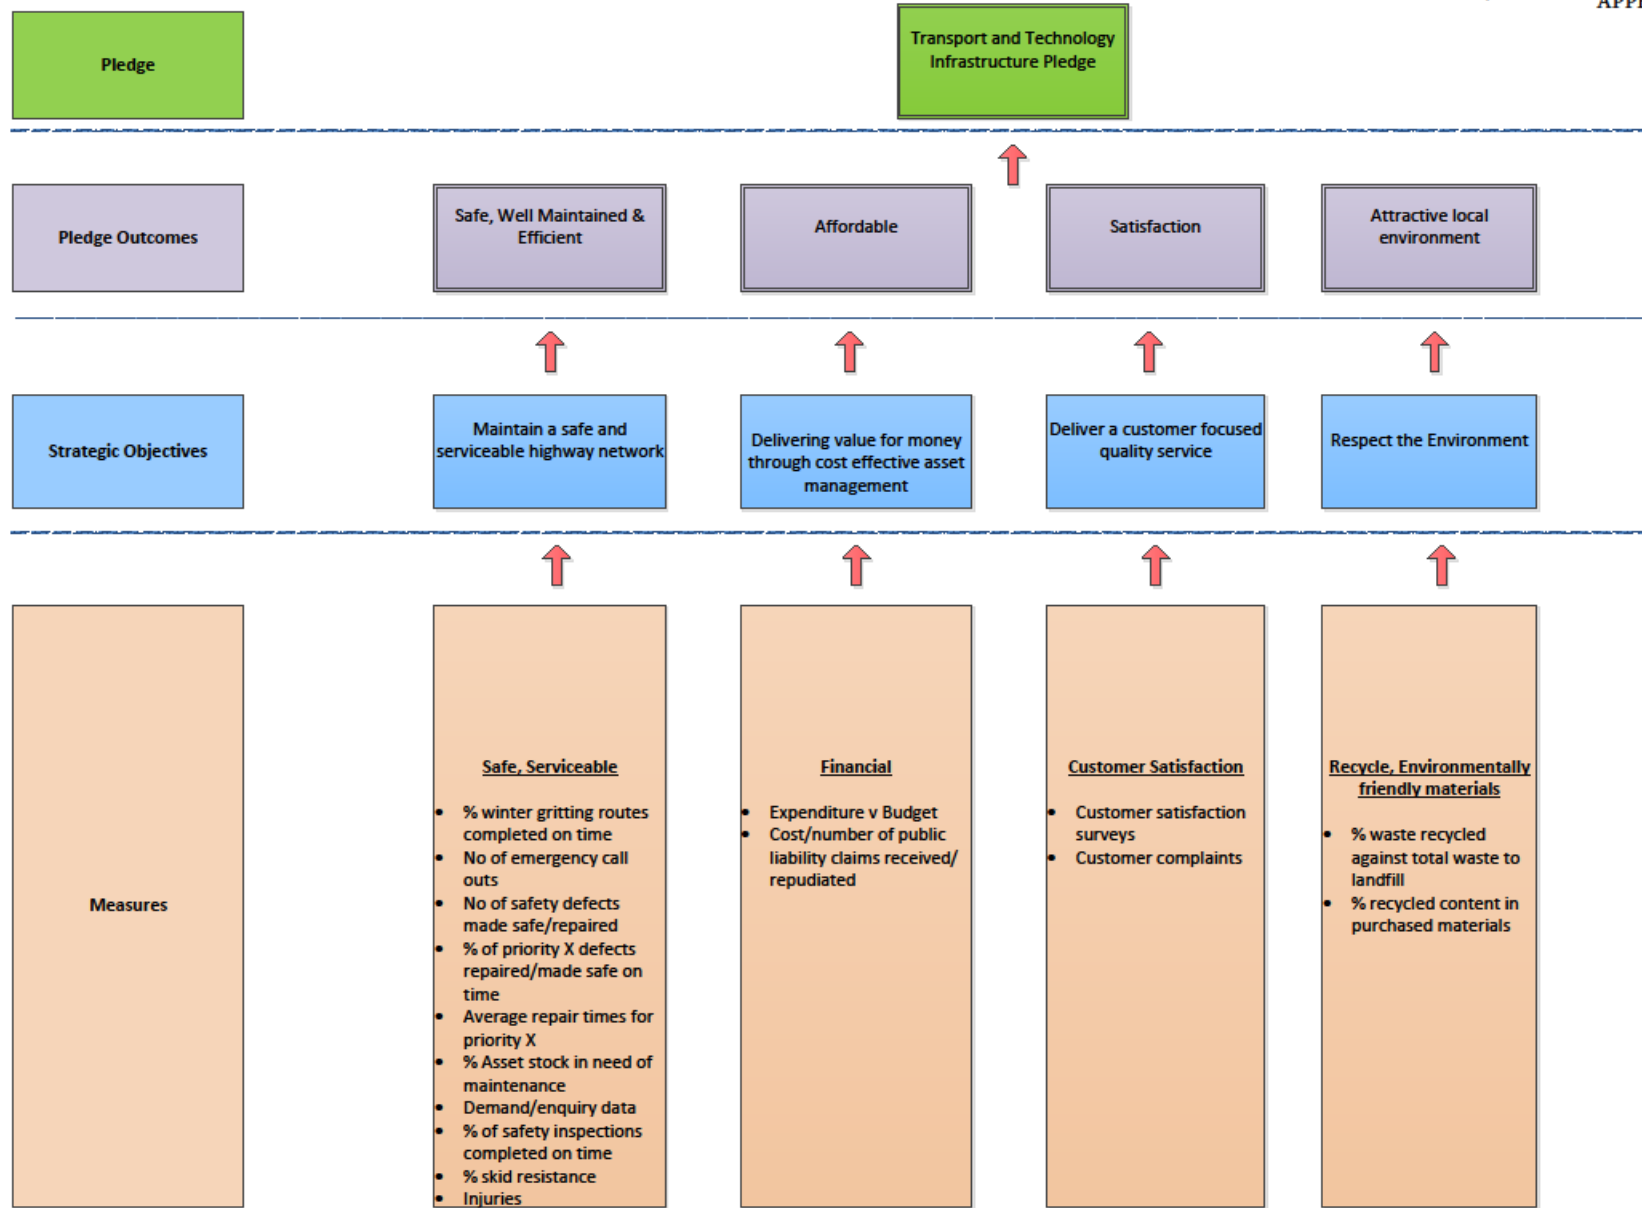 APPE
Pledge
Transport and Technology
Infrastructure Pledge
Pledge Outcomes
Safe, Well Maintained &
Efficient
Affordable
Satisfaction
Attractive local
environment
Strategic Objectives
Maintain a safe and
serviceable highway network
Delivering value for money
through cost effective asset
management
Deliver a customer focused
quality service
Respect the Environment
Measures
Safe, Serviceable
• % winter gritting routes
completed on time
• No of emergency call
outs
• No of safety defects
made safe/repaired
• % of priority X defects
repaired/made safe on
time
• Average repair times for
priority X
• % Asset stock in need of
maintenance
• Demand/enquiry data
• % of safety inspections
completed on time
• % skid resistance
• Injuries
Financial
• Expenditure v Budget
• Cost/number of public
liability claims received/
repudiated
Customer Satisfaction
• Customer satisfaction
surveys
• Customer complaints
Recycle, Environmentally
friendly materials
• % waste recycled
against total waste to
landfill
• % recycled content in
purchased materials